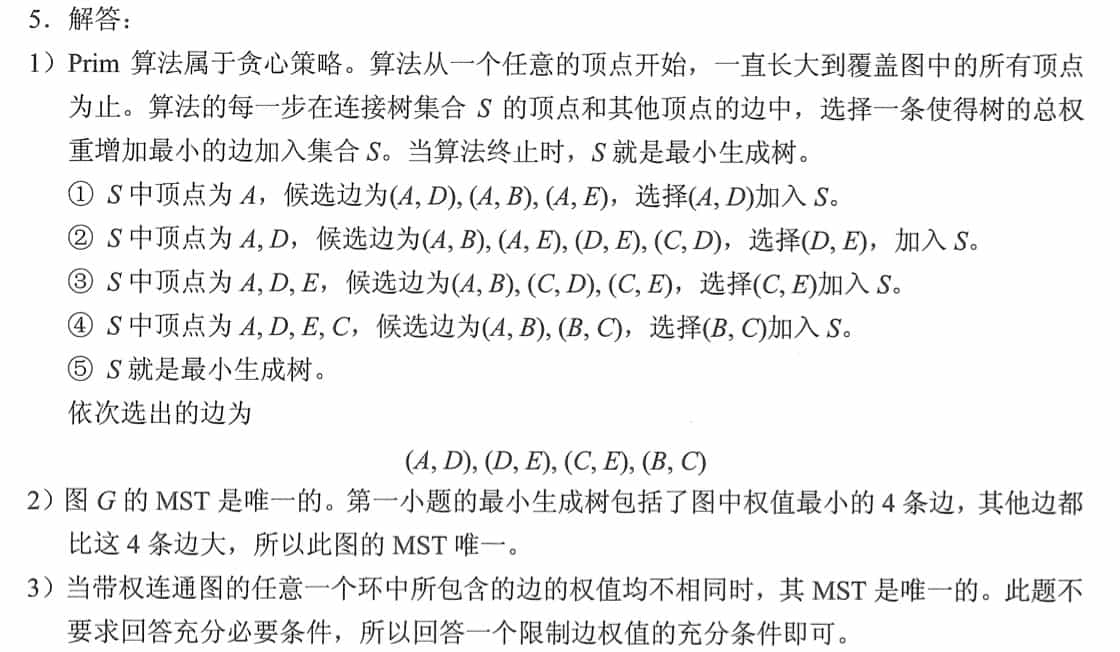 5．解答：
1）Prim 算法属于贪心策略。算法从一个任意的顶点开始，一直长大到覆盖图中的所有顶点
为止。算法的每一步在连接树集合 S 的顶点和其他顶点的边中，选择一条使得树的总权
重增加最小的边加入集合 S。当算法终止时，S 就是最小生成树。
① S 中顶点为 A，候选边为(A, D), (A, B), (A, E)，选择(A, D)加入 S。
② S 中顶点为 A, D，候选边为(A, B), (A, E), (D, E), (C, D)，选择(D, E)，加入 S。
③ S 中顶点为 A, D, E，候选边为(A, B), (C, D), (C, E)，选择(C, E)加入 S。
④ S 中顶点为 A, D, E, C，候选边为(A, B), (B, C)，选择(B, C)加入 S。
⑤ S 就是最小生成树。
依次选出的边为
(A, D), (D, E), (C, E), (B, C)
2）图 G 的 MST 是唯一的。第一小题的最小生成树包括了图中权值最小的 4 条边，其他边都
比这 4 条边大，所以此图的 MST 唯一。
3）当带权连通图的任意一个环中所包含的边的权值均不相同时，其 MST 是唯一的。此题不
要求回答充分必要条件，所以回答一个限制边权值的充分条件即可。